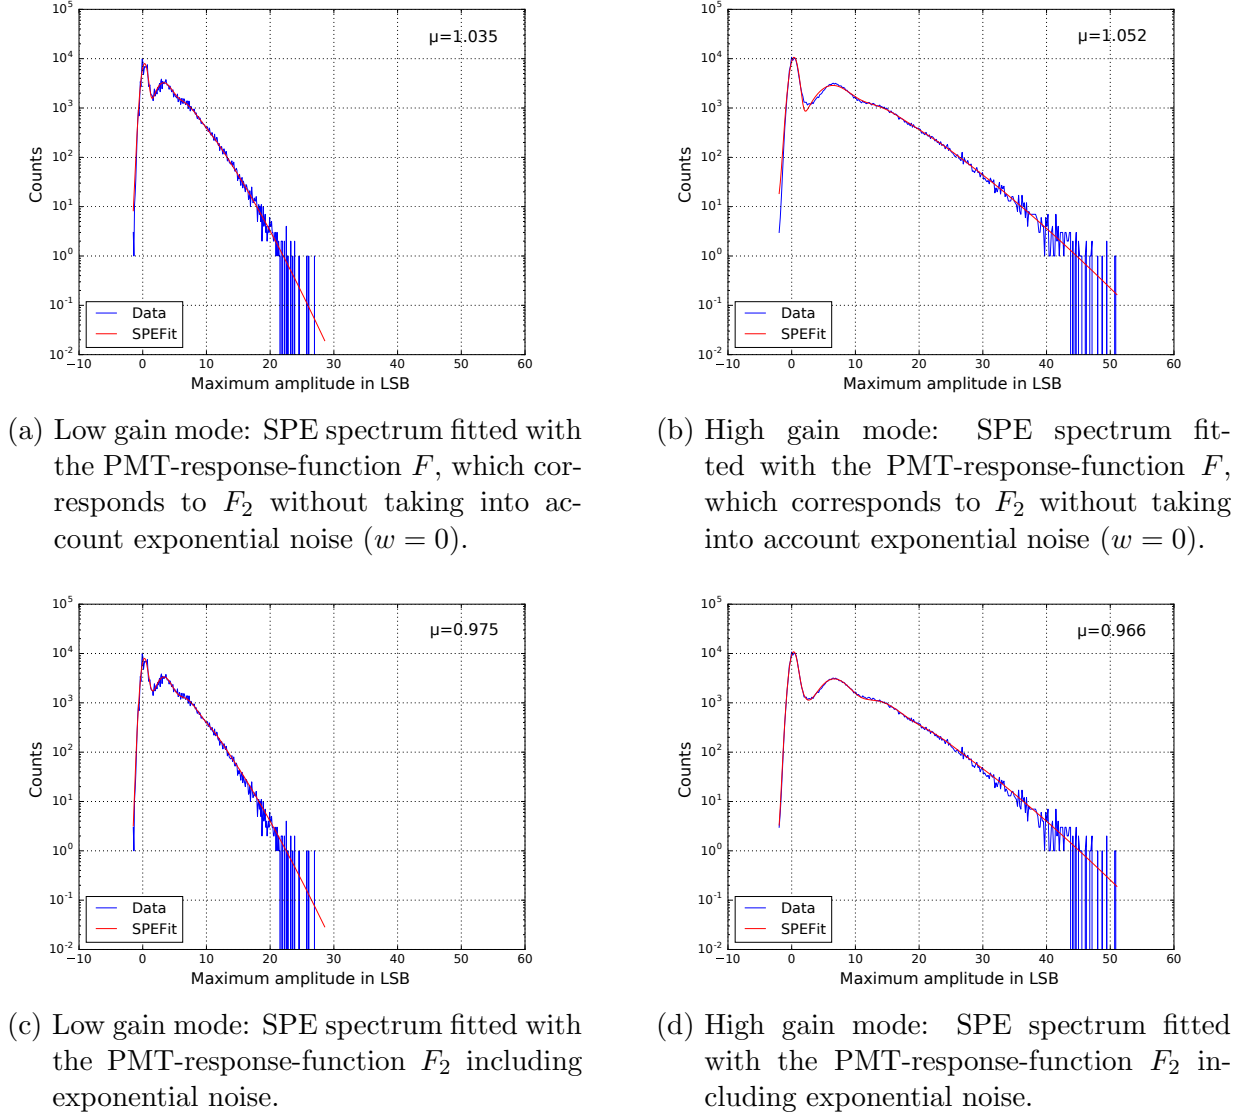 10^5
10^4
10^3
10^2
10^1
10^0
10^-1
10^-2
Counts
μ=1.035
Data
SPEFit
−10 0 10 20 30 40 50 60
Maximum amplitude in LSB
10^5
10^4
10^3
10^2
10^1
10^0
10^-1
10^-2
Counts
μ=1.052
Data
SPEFit
−10 0 10 20 30 40 50 60
Maximum amplitude in LSB
(a) Low gain mode: SPE spectrum fitted with
the PMT-response-function F, which cor-
responds to F2 without taking into ac-
count exponential noise (w = 0).
(b) High gain mode: SPE spectrum fit-
ted with the PMT-response-function F,
which corresponds to F2 without taking
into account exponential noise (w = 0).
10^5
10^4
10^3
10^2
10^1
10^0
10^-1
10^-2
Counts
μ=0.975
Data
SPEFit
−10 0 10 20 30 40 50 60
Maximum amplitude in LSB
10^5
10^4
10^3
10^2
10^1
10^0
10^-1
10^-2
Counts
μ=0.966
Data
SPEFit
−10 0 10 20 30 40 50 60
Maximum amplitude in LSB
(c) Low gain mode: SPE spectrum fitted with
the PMT-response-function F2 including
exponential noise.
(d) High gain mode: SPE spectrum fitted
with the PMT-response-function F2 in-
cluding exponential noise.